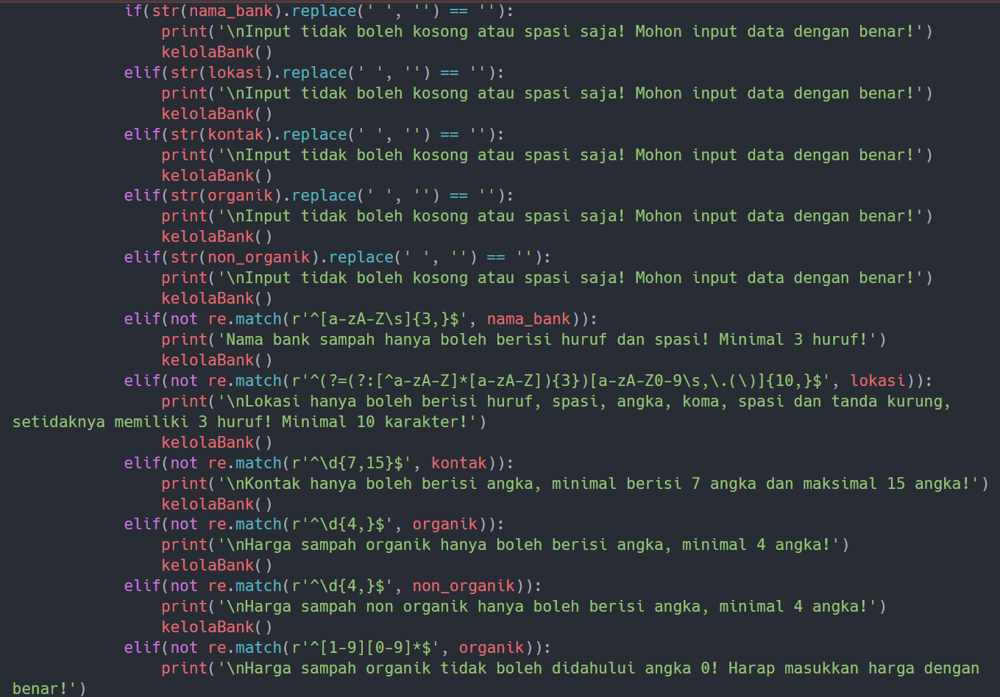 if(str(nama_bank).replace(' ', '') == ''):
print('\nInput tidak boleh kosong atau spasi saja! Mohon input data dengan benar!')
kelolaBank()
elif(str(lokasi).replace(' ', '') == ''):
print('\nInput tidak boleh kosong atau spasi saja! Mohon input data dengan benar!')
kelolaBank()
elif(str(kontak).replace(' ', '') == ''):
print('\nInput tidak boleh kosong atau spasi saja! Mohon input data dengan benar!')
kelolaBank()
elif(str(organik).replace(' ', '') == ''):
print('\nInput tidak boleh kosong atau spasi saja! Mohon input data dengan benar!')
kelolaBank()
elif(str(non_organik).replace(' ', '') == ''):
print('\nInput tidak boleh kosong atau spasi saja! Mohon input data dengan benar!')
kelolaBank()
elif(not re.match(r'^[a-zA-Z\s]{3,}$', nama_bank)):
print('Nama bank sampah hanya boleh berisi huruf dan spasi! Minimal 3 huruf!')
kelolaBank()
elif(not re.match(r'^(?=(?:[^a-zA-Z]*[a-zA-Z]){3})[a-zA-Z0-9\s,\.(\)]{10,}$', lokasi)):
print('\nLokasi hanya boleh berisi huruf, spasi, angka, koma, spasi dan tanda kurung,
setidaknya memiliki 3 huruf! Minimal 10 karakter!')
kelolaBank()
elif(not re.match(r'^\d{7,15}$', kontak)):
print('\nKontak hanya boleh berisi angka, minimal berisi 7 angka dan maksimal 15 angka!')
kelolaBank()
elif(not re.match(r'^\d{4,}$', organik)):
print('\nHarga sampah organik hanya boleh berisi angka, minimal 4 angka!')
kelolaBank()
elif(not re.match(r'^\d{4,}$', non_organik)):
print('\nHarga sampah non organik hanya boleh berisi angka, minimal 4 angka!')
kelolaBank()
elif(not re.match(r'^[1-9][0-9]*$', organik)):
print('\nHarga sampah organik tidak boleh didahului angka 0! Harap masukkan harga dengan
benar!')